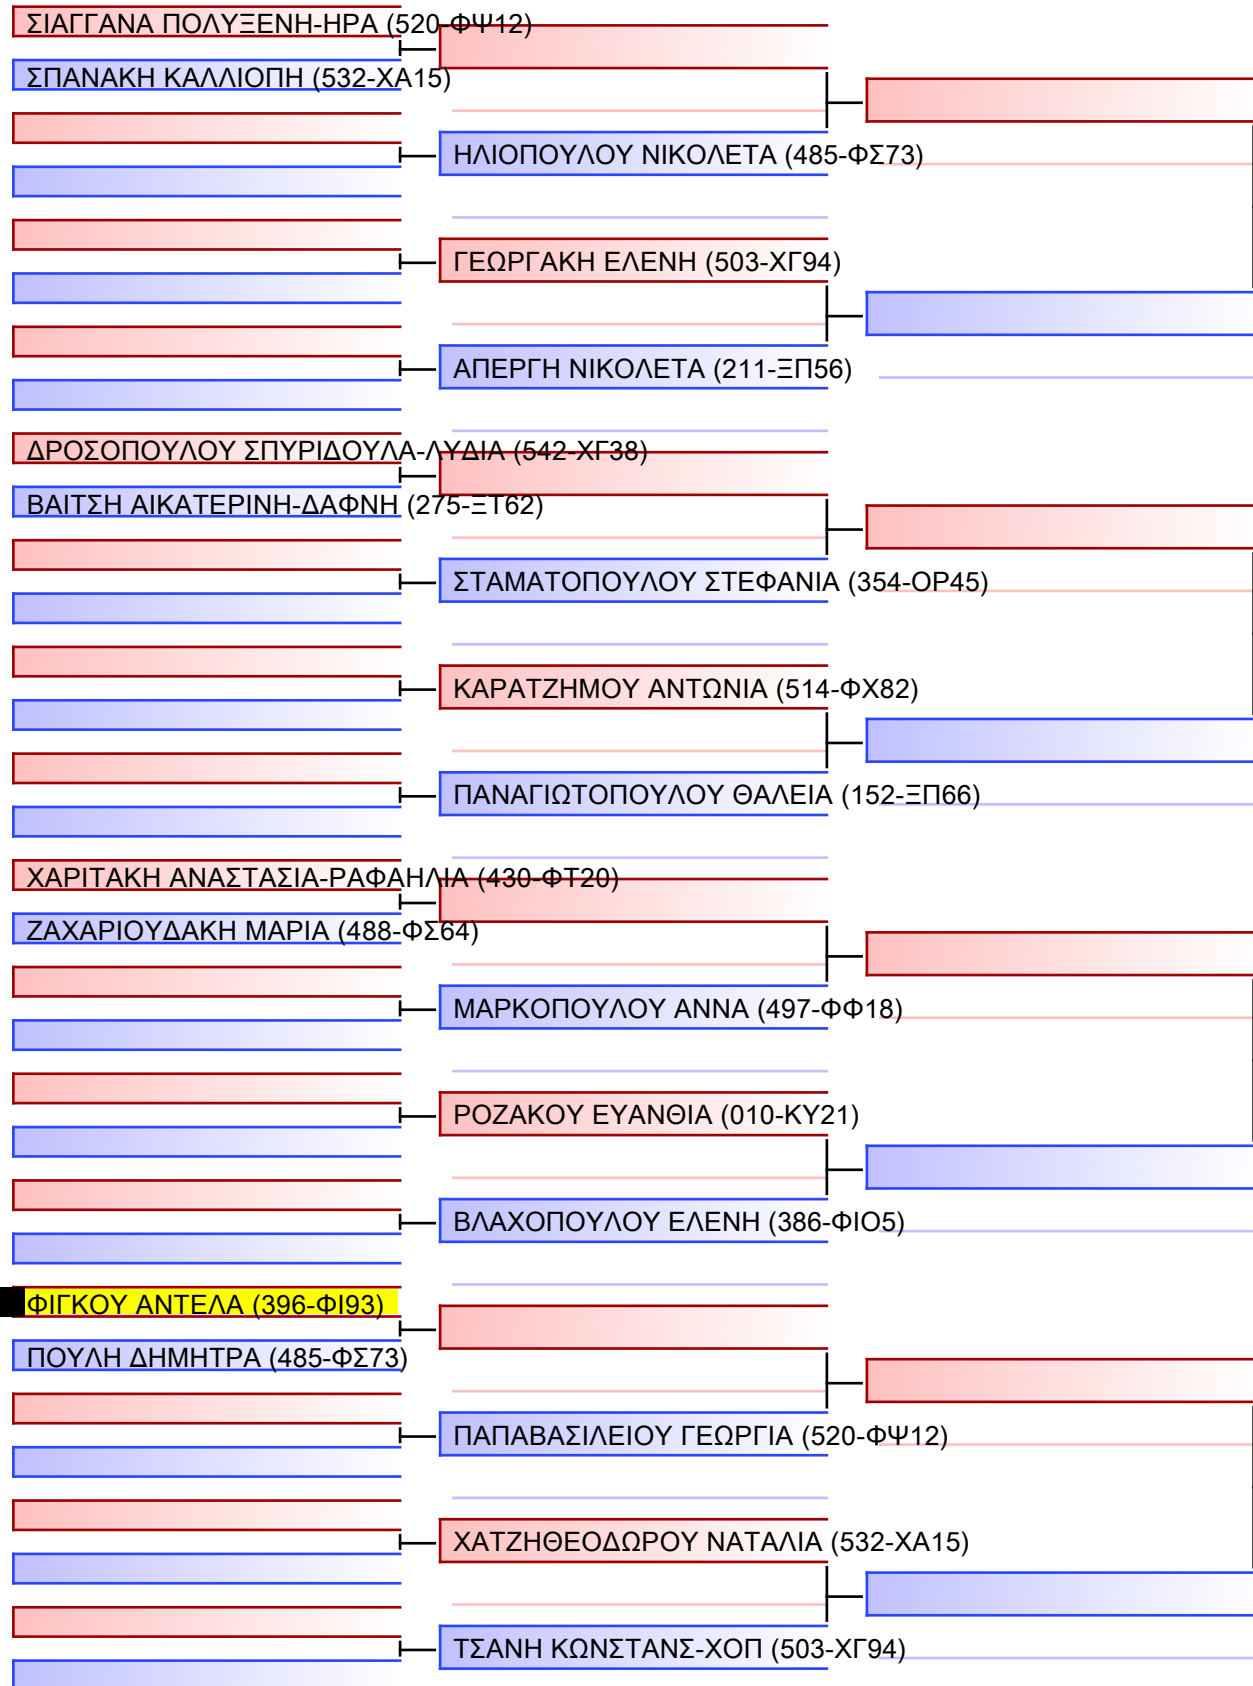 ΣΙΑΓΓΑΝΑ ΠΟΛΥΞΕΝΗ-ΗΡΑ (520-ΦΨ12)
ΣΠΑΝΑΚΗ ΚΑΛΛΙΟΠΗ (532-ΧΑ15)
ΗΛΙΟΠΟΥΛΟΥ ΝΙΚΟΛΕΤΑ (485-ΦΣ73)
ΓΕΩΡΓΑΚΗ ΕΛΕΝΗ (503-ΧΓ94)
ΑΠΕΡΓΗ ΝΙΚΟΛΕΤΑ (211-ΞΠ56)
ΔΡΟΣΟΠΟΥΛΟΥ ΣΠΥΡΙΔΟΥΛΑ-ΛΥΔΙΑ (542-ΧΓ38)
ΒΑΙΤΣΗ ΑΙΚΑΤΕΡΙΝΗ-ΔΑΦΝΗ (275-ΞΤ62)
ΣΤΑΜΑΤΟΠΟΥΛΟΥ ΣΤΕΦΑΝΙΑ (354-ΟΡ45)
ΚΑΡΑΤΖΗΜΟΥ ΑΝΤΩΝΙΑ (514-ΦΧ82)
ΠΑΝΑΓΙΩΤΟΠΟΥΛΟΥ ΘΑΛΕΙΑ (152-ΞΠ66)
ΧΑΡΙΤΑΚΗ ΑΝΑΣΤΑΣΙΑ-ΡΑΦΑΗΛΙΑ (430-ΦΤ20)
ΖΑΧΑΡΙΟΥΔΑΚΗ ΜΑΡΙΑ (488-ΦΣ64)
ΜΑΡΚΟΠΟΥΛΟΥ ΑΝΝΑ (497-ΦΦ18)
ΡΟΖΑΚΟΥ ΕΥΑΝΘΙΑ (010-ΚΥ21)
ΒΛΑΧΟΠΟΥΛΟΥ ΕΛΕΝΗ (386-ΦΙΟ5)
ΦΙΓΚΟΥ ΑΝΤΕΛΑ (396-ΦΙ93)
ΠΟΥΛΗ ΔΗΜΗΤΡΑ (485-ΦΣ73)
ΠΑΠΑΒΑΣΙΛΕΙΟΥ ΓΕΩΡΓΙΑ (520-ΦΨ12)
ΧΑΤΖΗΘΕΟΔΩΡΟΥ ΝΑΤΑΛΙΑ (532-ΧΑ15)
ΤΣΑΝΗ ΚΩΝΣΤΑΝΣ-ΧΟΠ (503-ΧΓ94)